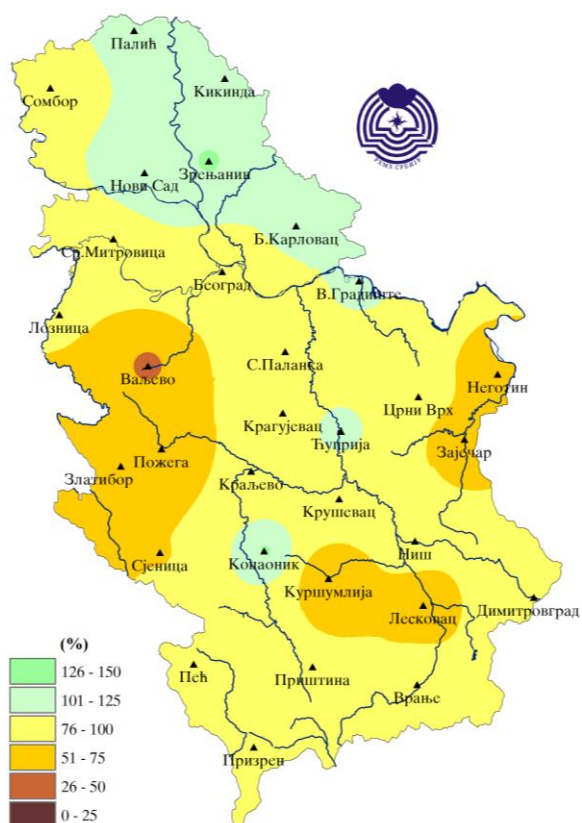 Палић
Кикинда
Сомбор
Зрењанин
Нови Сад
РХМЗ СРБИЈЕ
Б.Карловац
Ср.Митровица
Београд
В.Градиште
Лозница
С.Паланка
Ваљево
Неготин
Црни Врх
Крагујевац
Ћуприја
Зајечар
Пожега
Златибор
Краљево
Крушевац
Ниш
Сјеница
Копаоник
Куршумлија
Лесковац
Димитровград
Пећ
Приштина
Врање
Призрен
(%)
126 - 150
101 - 125
76 - 100
51 - 75
26 - 50
0 - 25